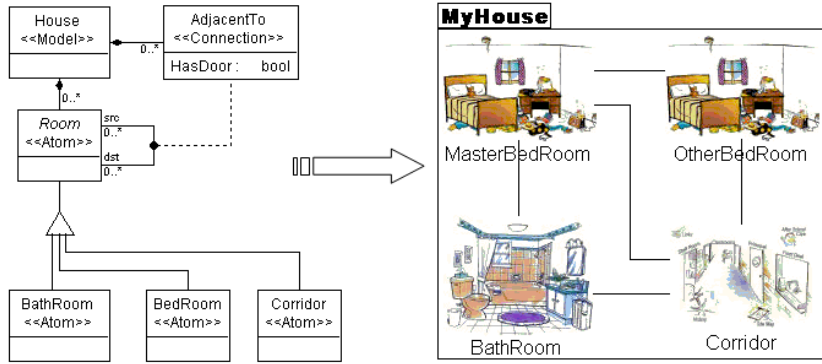 House
<<Model>>
0..*
0..*
AdjacentTo
<<Connection>>
HasDoor : bool
Room
<<Atom>>
src
0..*
dst
0..*
BathRoom
<<Atom>>
BedRoom
<<Atom>>
Corridor
<<Atom>>
MyHouse
MasterBedRoom
OtherBedRoom
BathRoom
Corridor